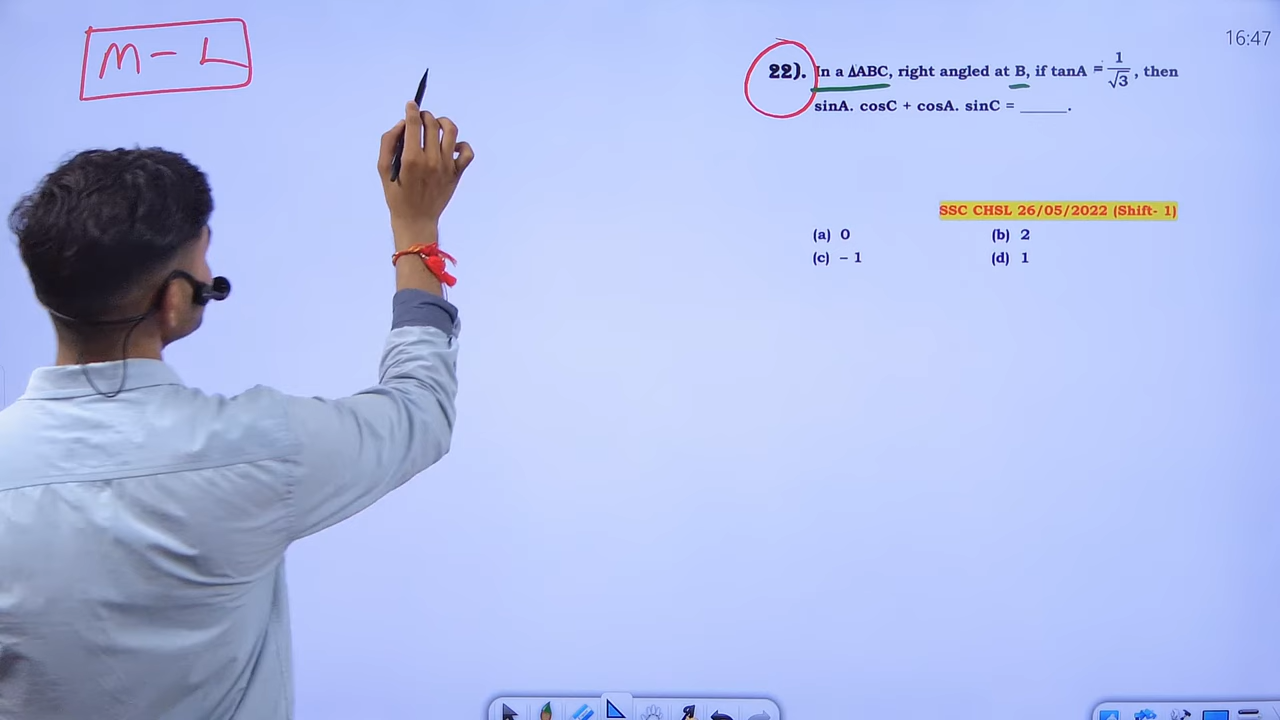 M - L
16:47
22). In a ΔABC, right angled at B, if tanA = 1/√3, then
sinA. cosC + cosA. sinC = _____.
SSC CHSL 26/05/2022 (Shift- 1)
(a) 0 (b) 2
(c) – 1 (d) 1